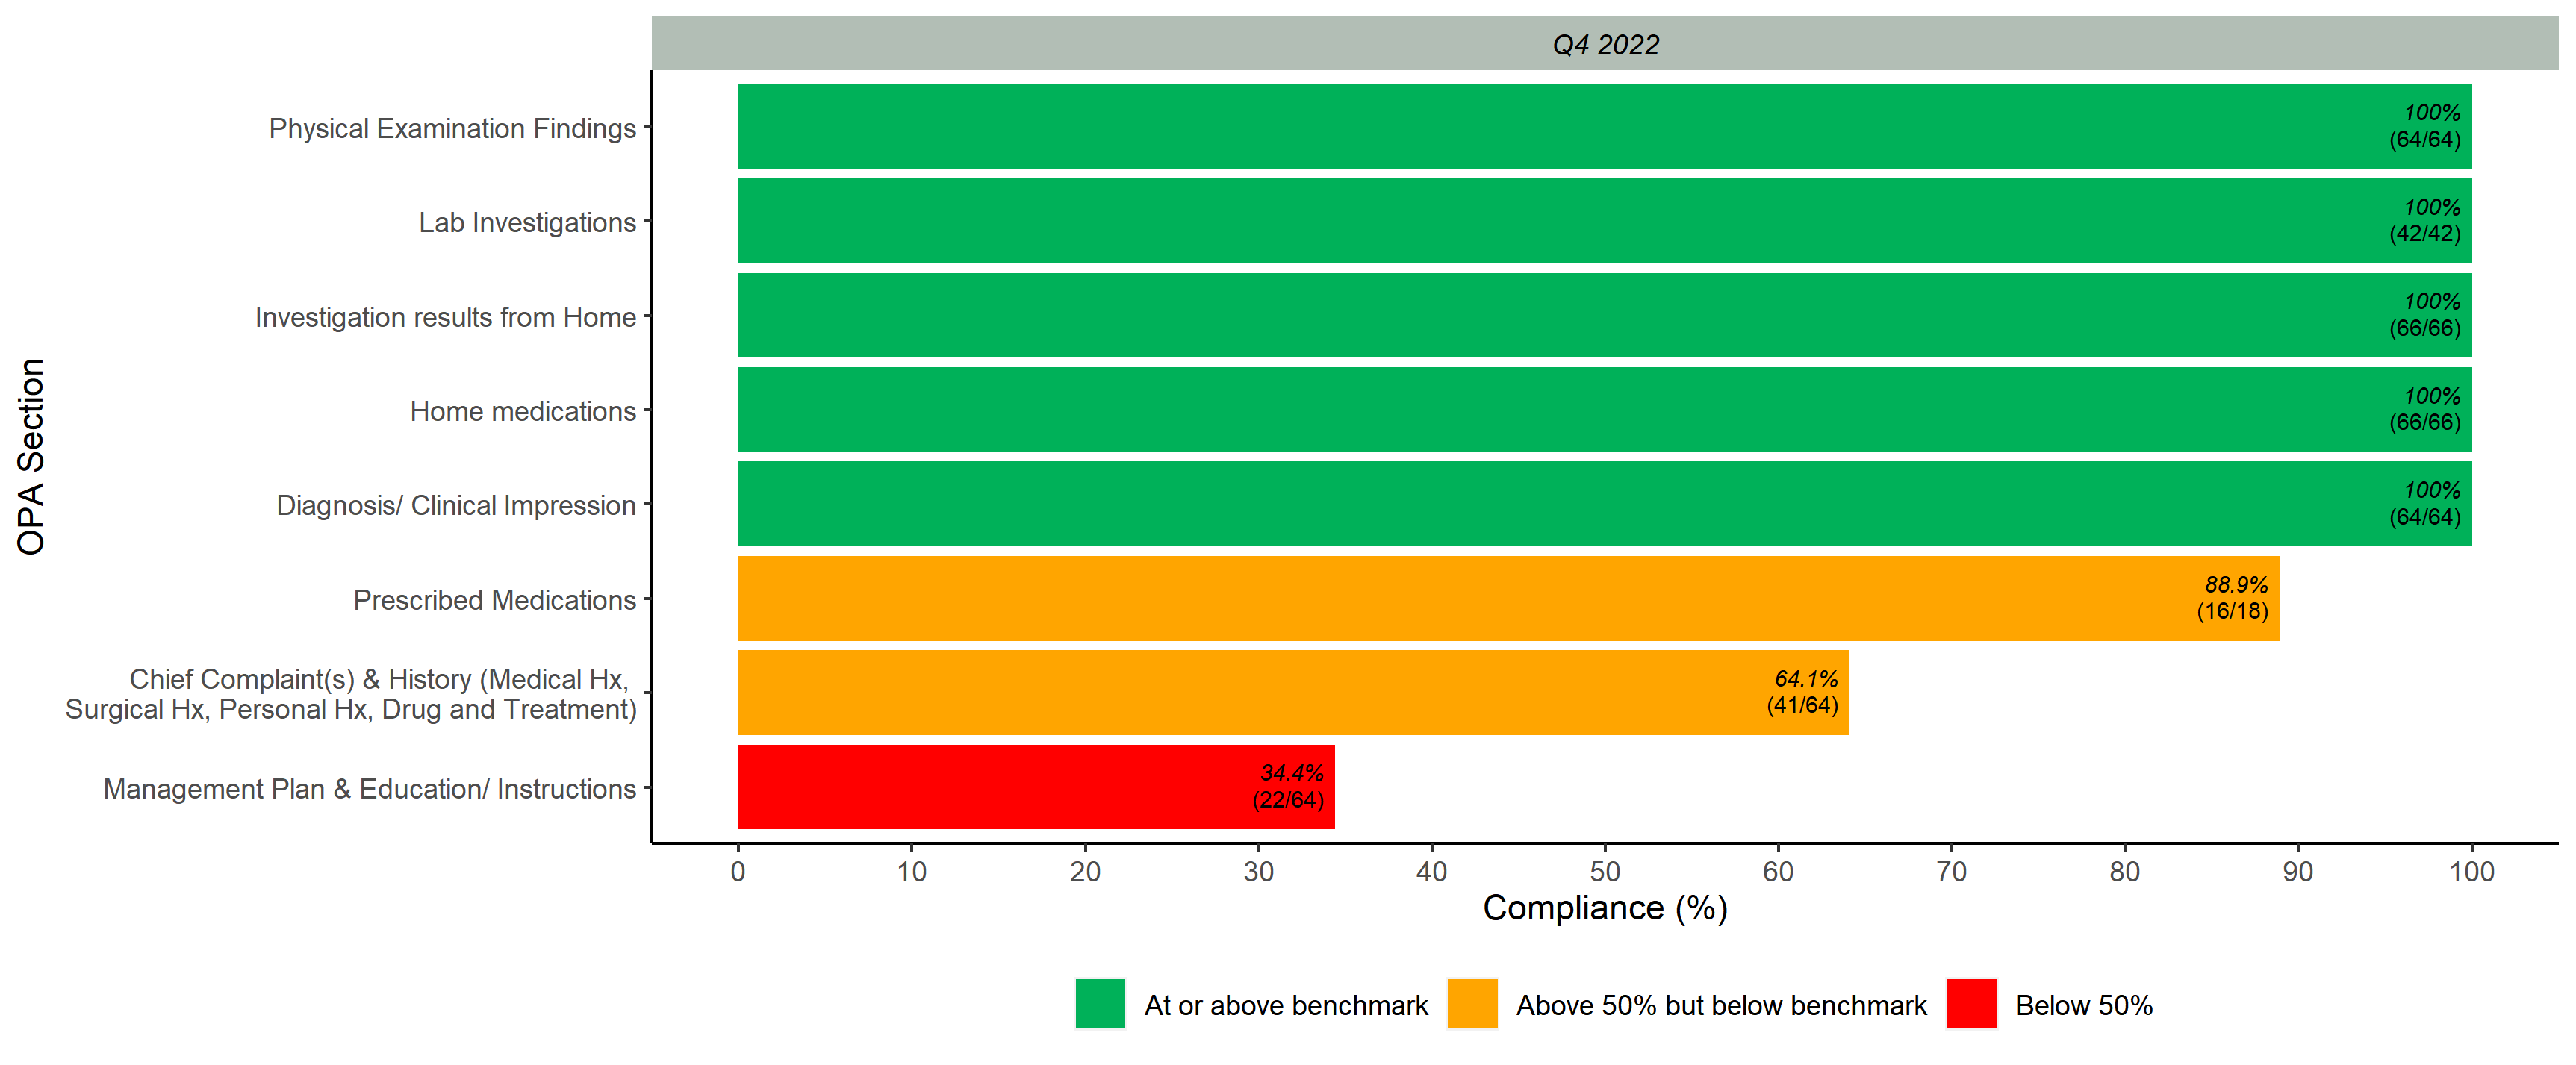 Q4 2022
OPA Section
Physical Examination Findings
100%
(64/64)
Lab Investigations
100%
(42/42)
Investigation results from Home
100%
(66/66)
Home medications
100%
(66/66)
Diagnosis/ Clinical Impression
100%
(64/64)
Prescribed Medications
88.9%
(16/18)
Chief Complaint(s) & History (Medical Hx,
Surgical Hx, Personal Hx, Drug and Treatment)
64.1%
(41/64)
Management Plan & Education/ Instructions
34.4%
(22/64)
0 10 20 30 40 50 60 70 80 90 100
Compliance (%)
At or above benchmark Above 50% but below benchmark Below 50%